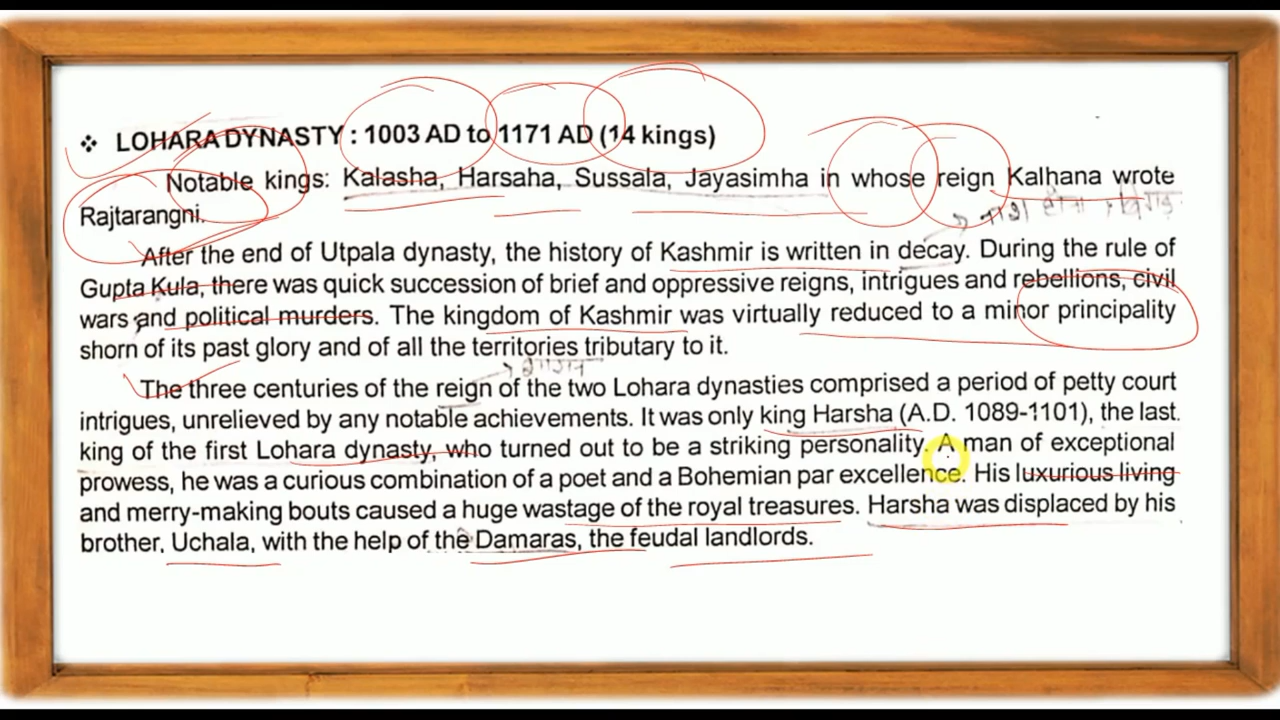 ❖ LOHARA DYNASTY : 1003 AD to 1171 AD (14 kings)
Notable kings: Kalasha, Harsaha, Sussala, Jayasimha in whose reign Kalhana wrote
Rajtarangni.
After the end of Utpala dynasty, the history of Kashmir is written in decay. During the rule of
Gupta Kula, there was quick succession of brief and oppressive reigns, intrigues and rebellions, civil
wars and political murders. The kingdom of Kashmir was virtually reduced to a minor principality
shorn of its past glory and of all the territories tributary to it.
The three centuries of the reign of the two Lohara dynasties comprised a period of petty court
intrigues, unrelieved by any notable achievements. It was only king Harsha (A.D. 1089-1101), the last
king of the first Lohara dynasty, who turned out to be a striking personality. A man of exceptional
prowess, he was a curious combination of a poet and a Bohemian par excellence. His luxurious living
and merry-making bouts caused a huge wastage of the royal treasures. Harsha was displaced by his
brother, Uchala, with the help of the Damaras, the feudal landlords.